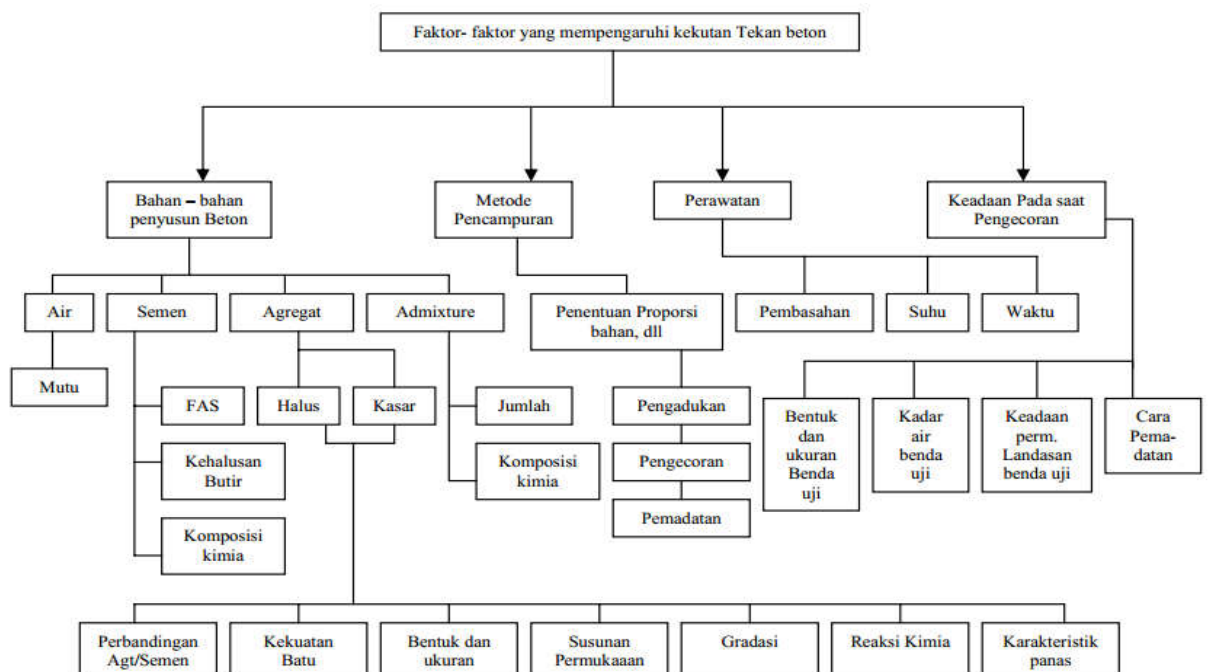 Faktor- faktor yang mempengaruhi kekutan Tekan beton
Bahan – bahan
penyusun Beton
Metode
Pencampuran
Perawatan
Keadaan Pada saat
Pengecoran
Air
Semen
Agregat
Admixture
Penentuan Proporsi
bahan, dll
Pembasahan
Suhu
Waktu
Mutu
FAS
Halus
Kasar
Jumlah
Pengadukan
Bentuk
dan
ukuran
Benda
uji
Kadar
air
benda
uji
Keadaan
perm.
Landasan
benda uji
Cara
Pema-
datan
Kehalusan
Butir
Komposisi
kimia
Pengecoran
Pemadatan
Komposisi
kimia
Perbandingan
Agt/Semen
Kekuatan
Batu
Bentuk dan
ukuran
Susunan
Permukaaan
Gradasi
Reaksi Kimia
Karakteristik
panas